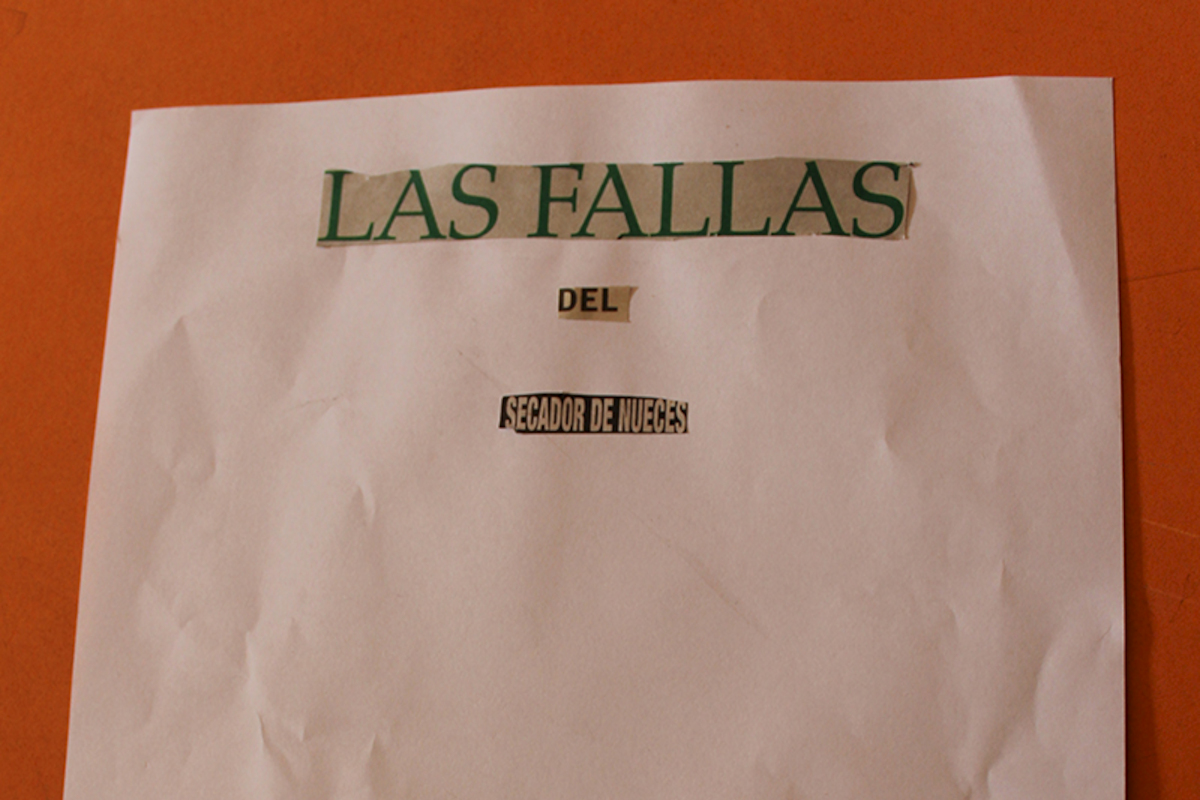 LAS FALLAS
DEL
SECADOR DE NUECES